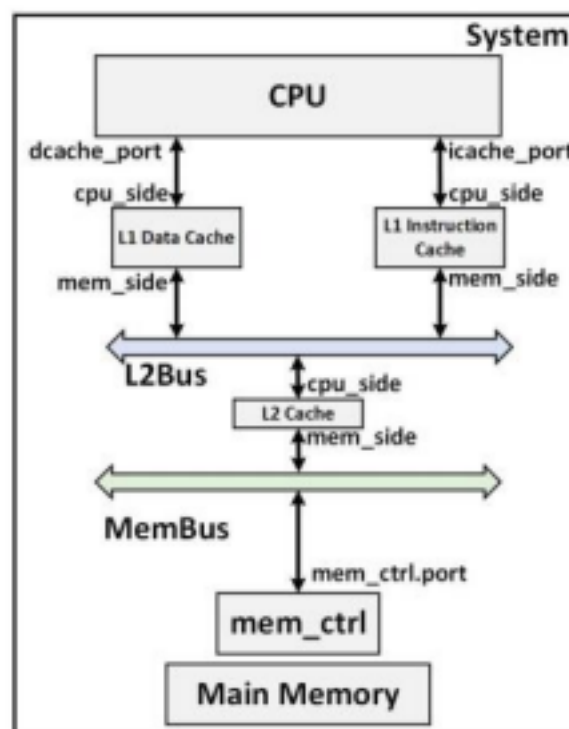 System
CPU
dcache_port
icache_port
cpu_side
cpu_side
L1 Data Cache
L1 Instruction
Cache
mem_side
mem_side
L2Bus
cpu_side
L2 Cache
mem_side
MemBus
mem_ctrl.port
mem_ctrl
Main Memory